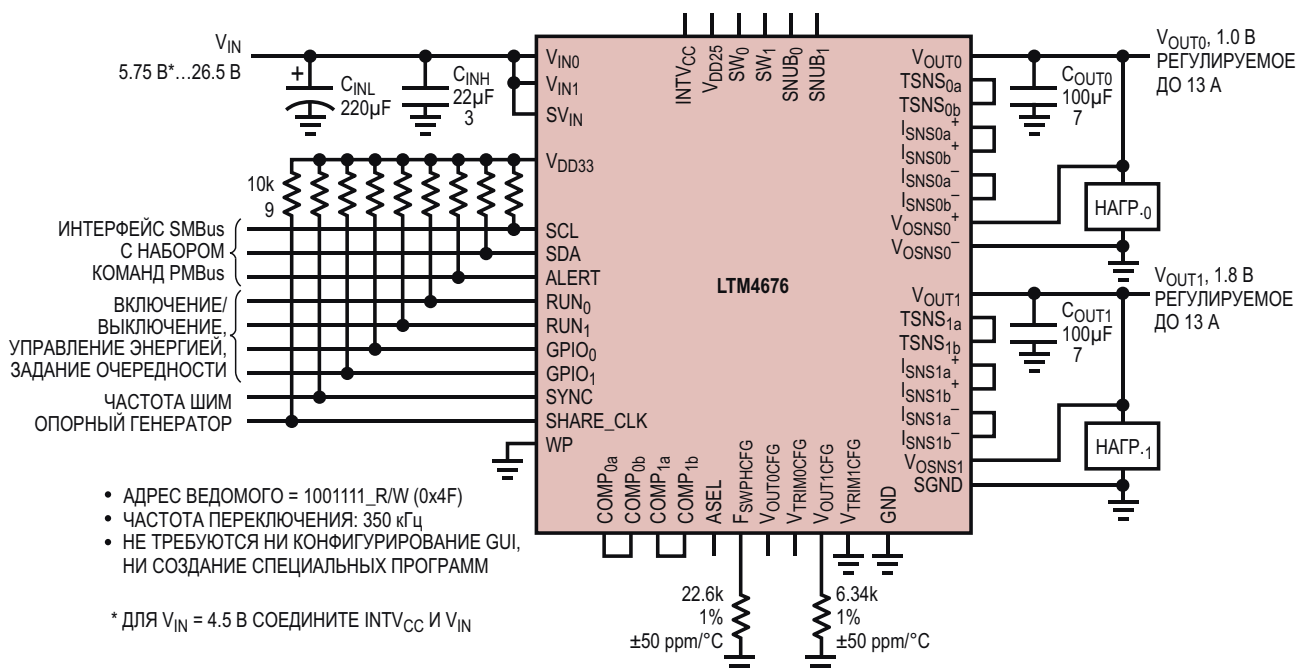 INTVCC
VDD25
SW0
SW1
SNUB0
SNUB1
VIN
5.75 В*...26.5 В
+
CINL
220µF
CINH
22µF
3
VIN0
VIN1
SVIN
VDD33
10k
9
ИНТЕРФЕЙС SMBus
С НАБОРОМ
КОМАНД PMBus
ВКЛЮЧЕНИЕ/
ВЫКЛЮЧЕНИЕ,
УПРАВЛЕНИЕ ЭНЕРГИЕЙ,
ЗАДАНИЕ ОЧЕРЕДНОСТИ
ЧАСТОТА ШИМ
ОПОРНЫЙ ГЕНЕРАТОР
SCL
SDA
ALERT
RUN0
RUN1
GPIO0
GPIO1
SYNC
SHARE_CLK
WP
LTM4676
VOUT0
TSNS0a
TSNS0b
ISNS0a+
ISNS0b+
ISNS0a–
ISNS0b–
VOSNS0+
VOSNS0–
VOUT1
TSNS1a
TSNS1b
ISNS1a+
ISNS1b+
ISNS1a–
ISNS1b–
VOSNS1
SGND
COUT0
100µF
7
VOUT0, 1.0 В
РЕГУЛИРУЕМОЕ
ДО 13 А
НАГР.0
COUT1
100µF
7
VOUT1, 1.8 В
РЕГУЛИРУЕМОЕ
ДО 13 А
НАГР.1
COMP0a
COMP0b
COMP1a
COMP1b
ASEL
FSWPHCFG
VOUT0CFG
VTRIM0CFG
VOUT1CFG
VTRIM1CFG
GND
22.6k
1%
±50 ppm/°C
6.34k
1%
±50 ppm/°C
• АДРЕС ВЕДОМОГО = 1001111_R/W (0x4F)
• ЧАСТОТА ПЕРЕКЛЮЧЕНИЯ: 350 кГц
• НЕ ТРЕБУЮТСЯ НИ КОНФИГУРИРОВАНИЕ GUI,
НИ СОЗДАНИЕ СПЕЦИАЛЬНЫХ ПРОГРАММ
* ДЛЯ VIN = 4.5 В СОЕДИНИТЕ INTVCC И VIN